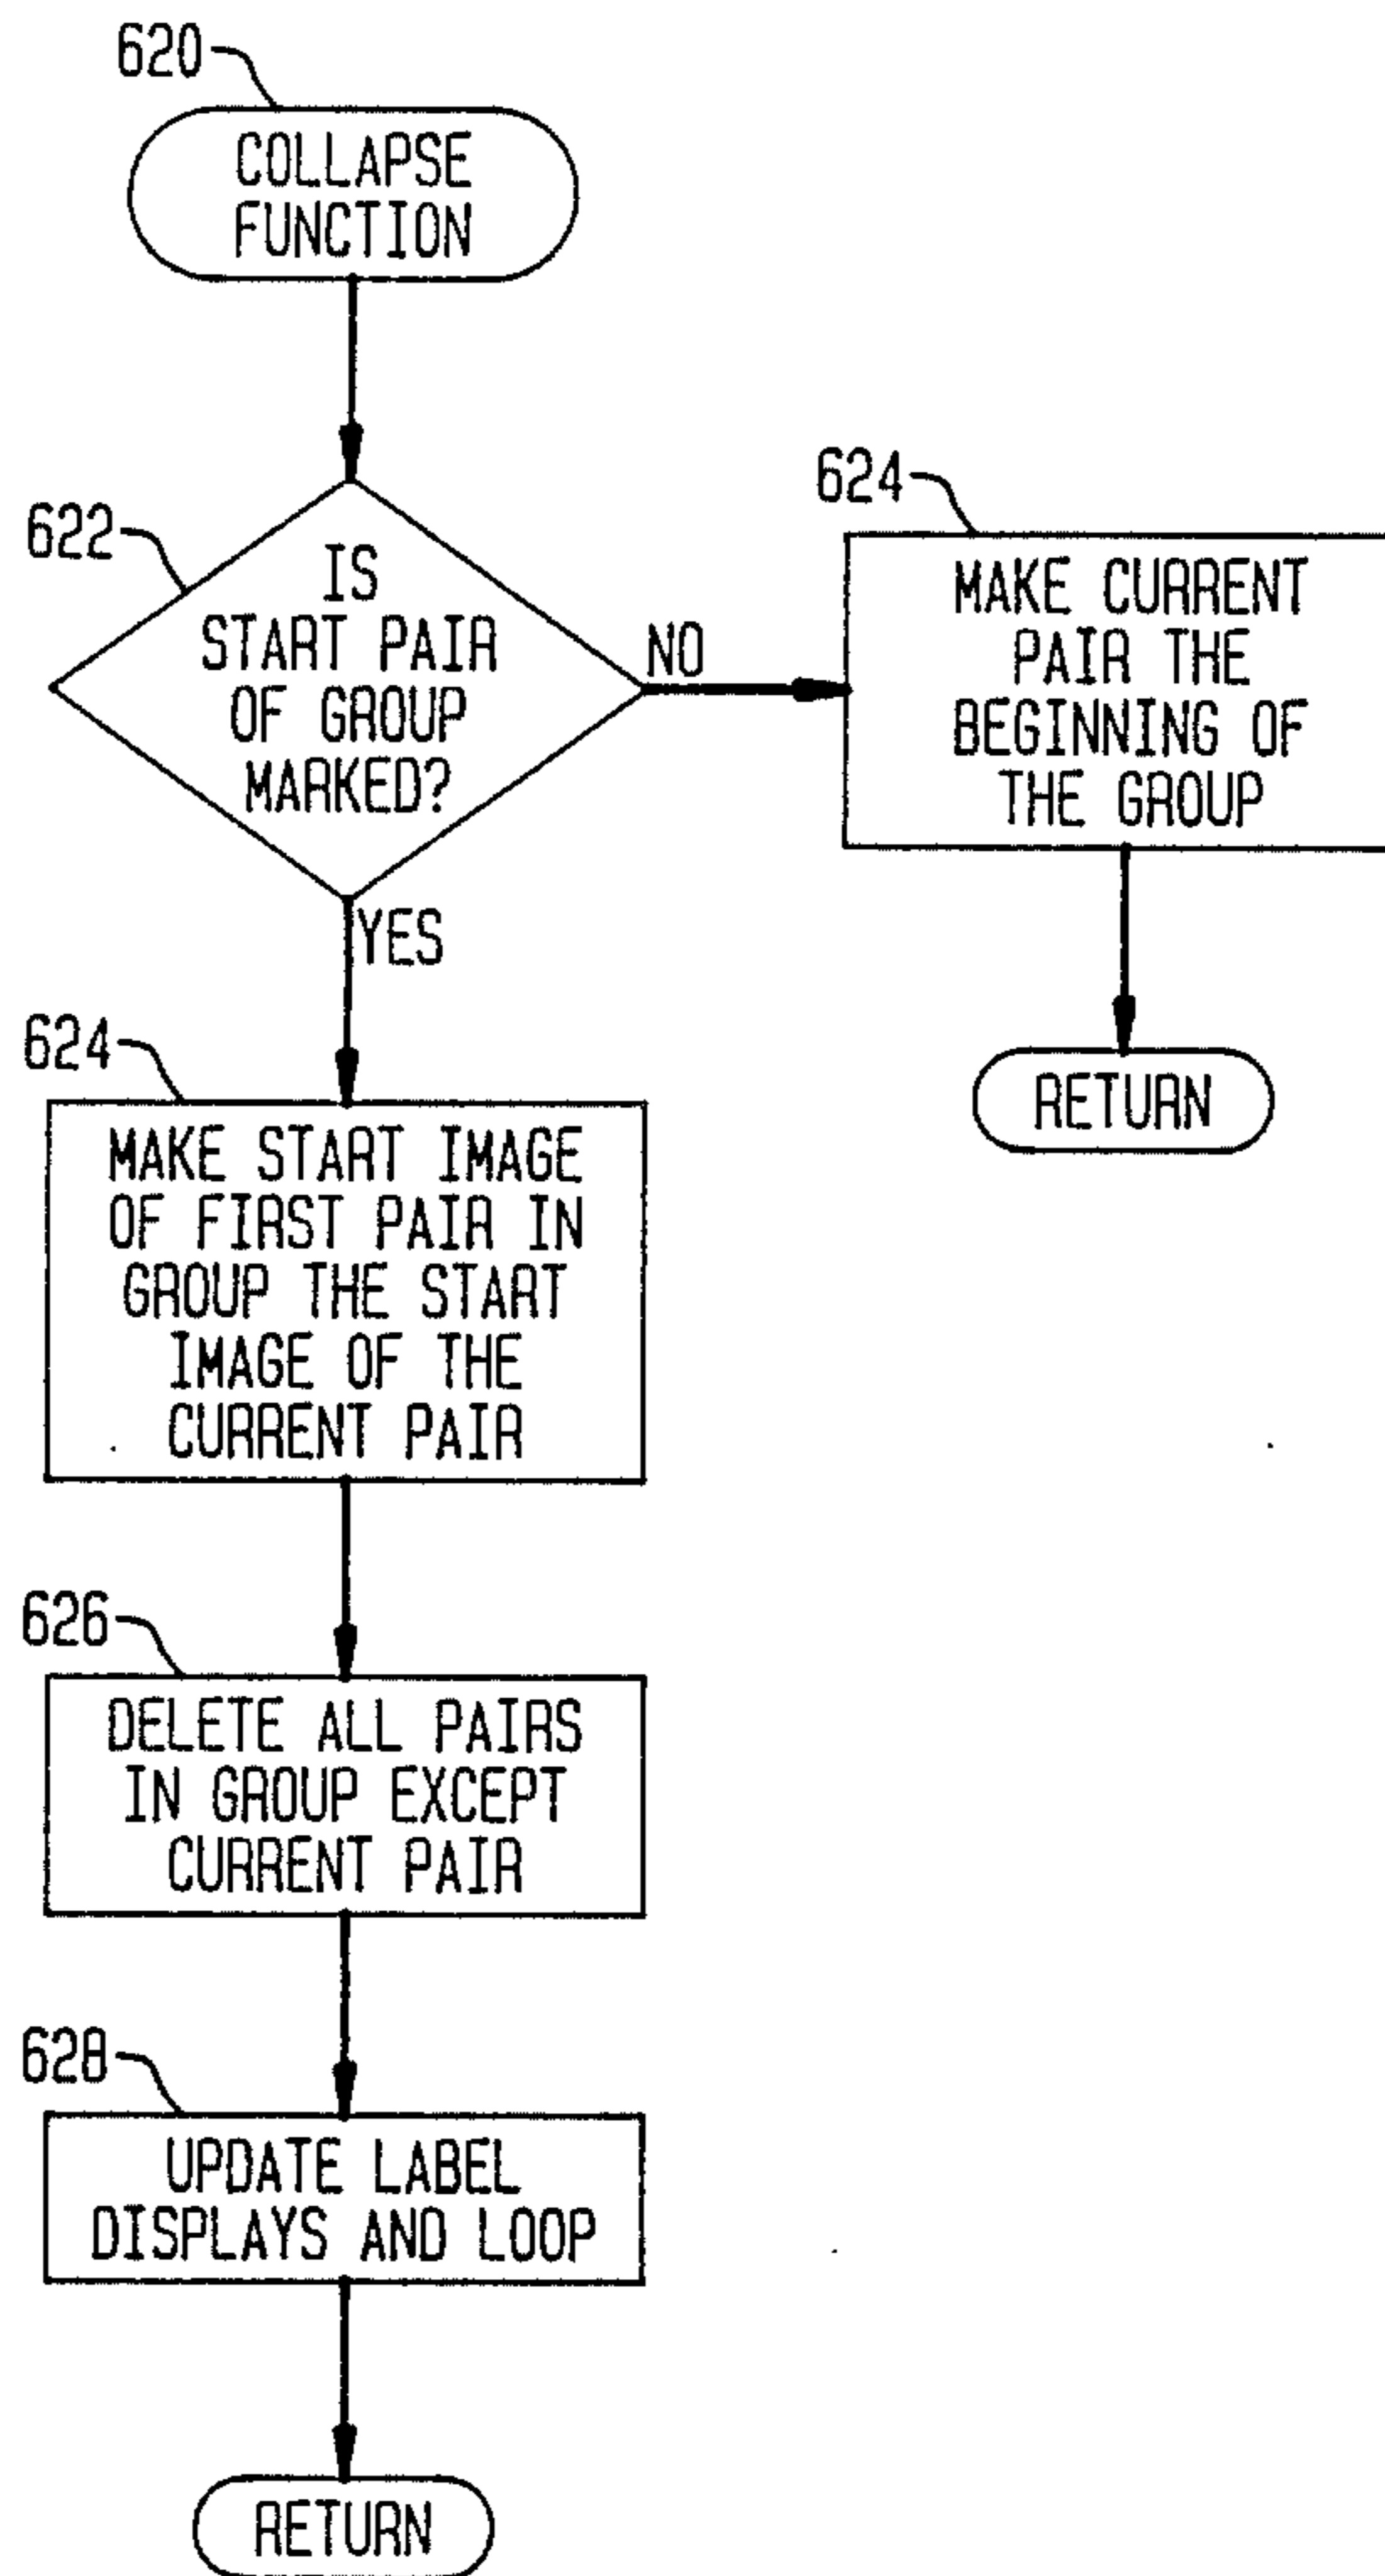 620
COLLAPSE
FUNCTION
622
IS
START PAIR
OF GROUP
MARKED?
NO
YES
624
MAKE CURRENT
PAIR THE
BEGINNING OF
THE GROUP
RETURN
624
MAKE START IMAGE
OF FIRST PAIR IN
GROUP THE START
IMAGE OF THE
CURRENT PAIR
626
DELETE ALL PAIRS
IN GROUP EXCEPT
CURRENT PAIR
628
UPDATE LABEL
DISPLAYS AND LOOP
RETURN